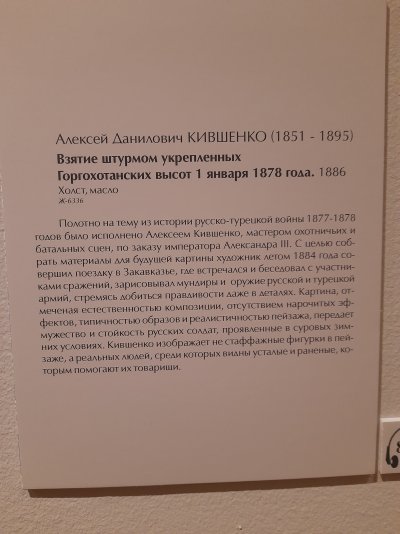 Алексей Данилович КИВШЕНКО (1851 - 1895)
Взятие штурмом укрепленных
Горгохотанских высот 1 января 1878 года. 1886
Холст, масло
Ж-6336
Полотно на тему из истории русско-турецкой войны 1877-1878
годов было исполнено Алексеем Кившенко, мастером охотничьих и
батальных сцен, по заказу императора Александра III. С целью соб-
рать материалы для будущей картины художник летом 1884 года со-
вершил поездку в Закавказье, где встречался и беседовал с участни-
ками сражений, зарисовывал мундиры и оружие русской и турецкой
армий, стремясь добиться правдивости даже в деталях. Картина, от-
меченая естественностью композиции, отсутствием нарочитых эф-
фектов, типичностью образов и реалистичностью пейзажа, передает
мужество и стойкость русских солдат, проявленные в суровых зим-
них условиях. Кившенко изображает не стаффажные фигурки в пей-
заже, а реальных людей, среди которых видны усталые и раненые, ко-
торым помогают их товарищи.